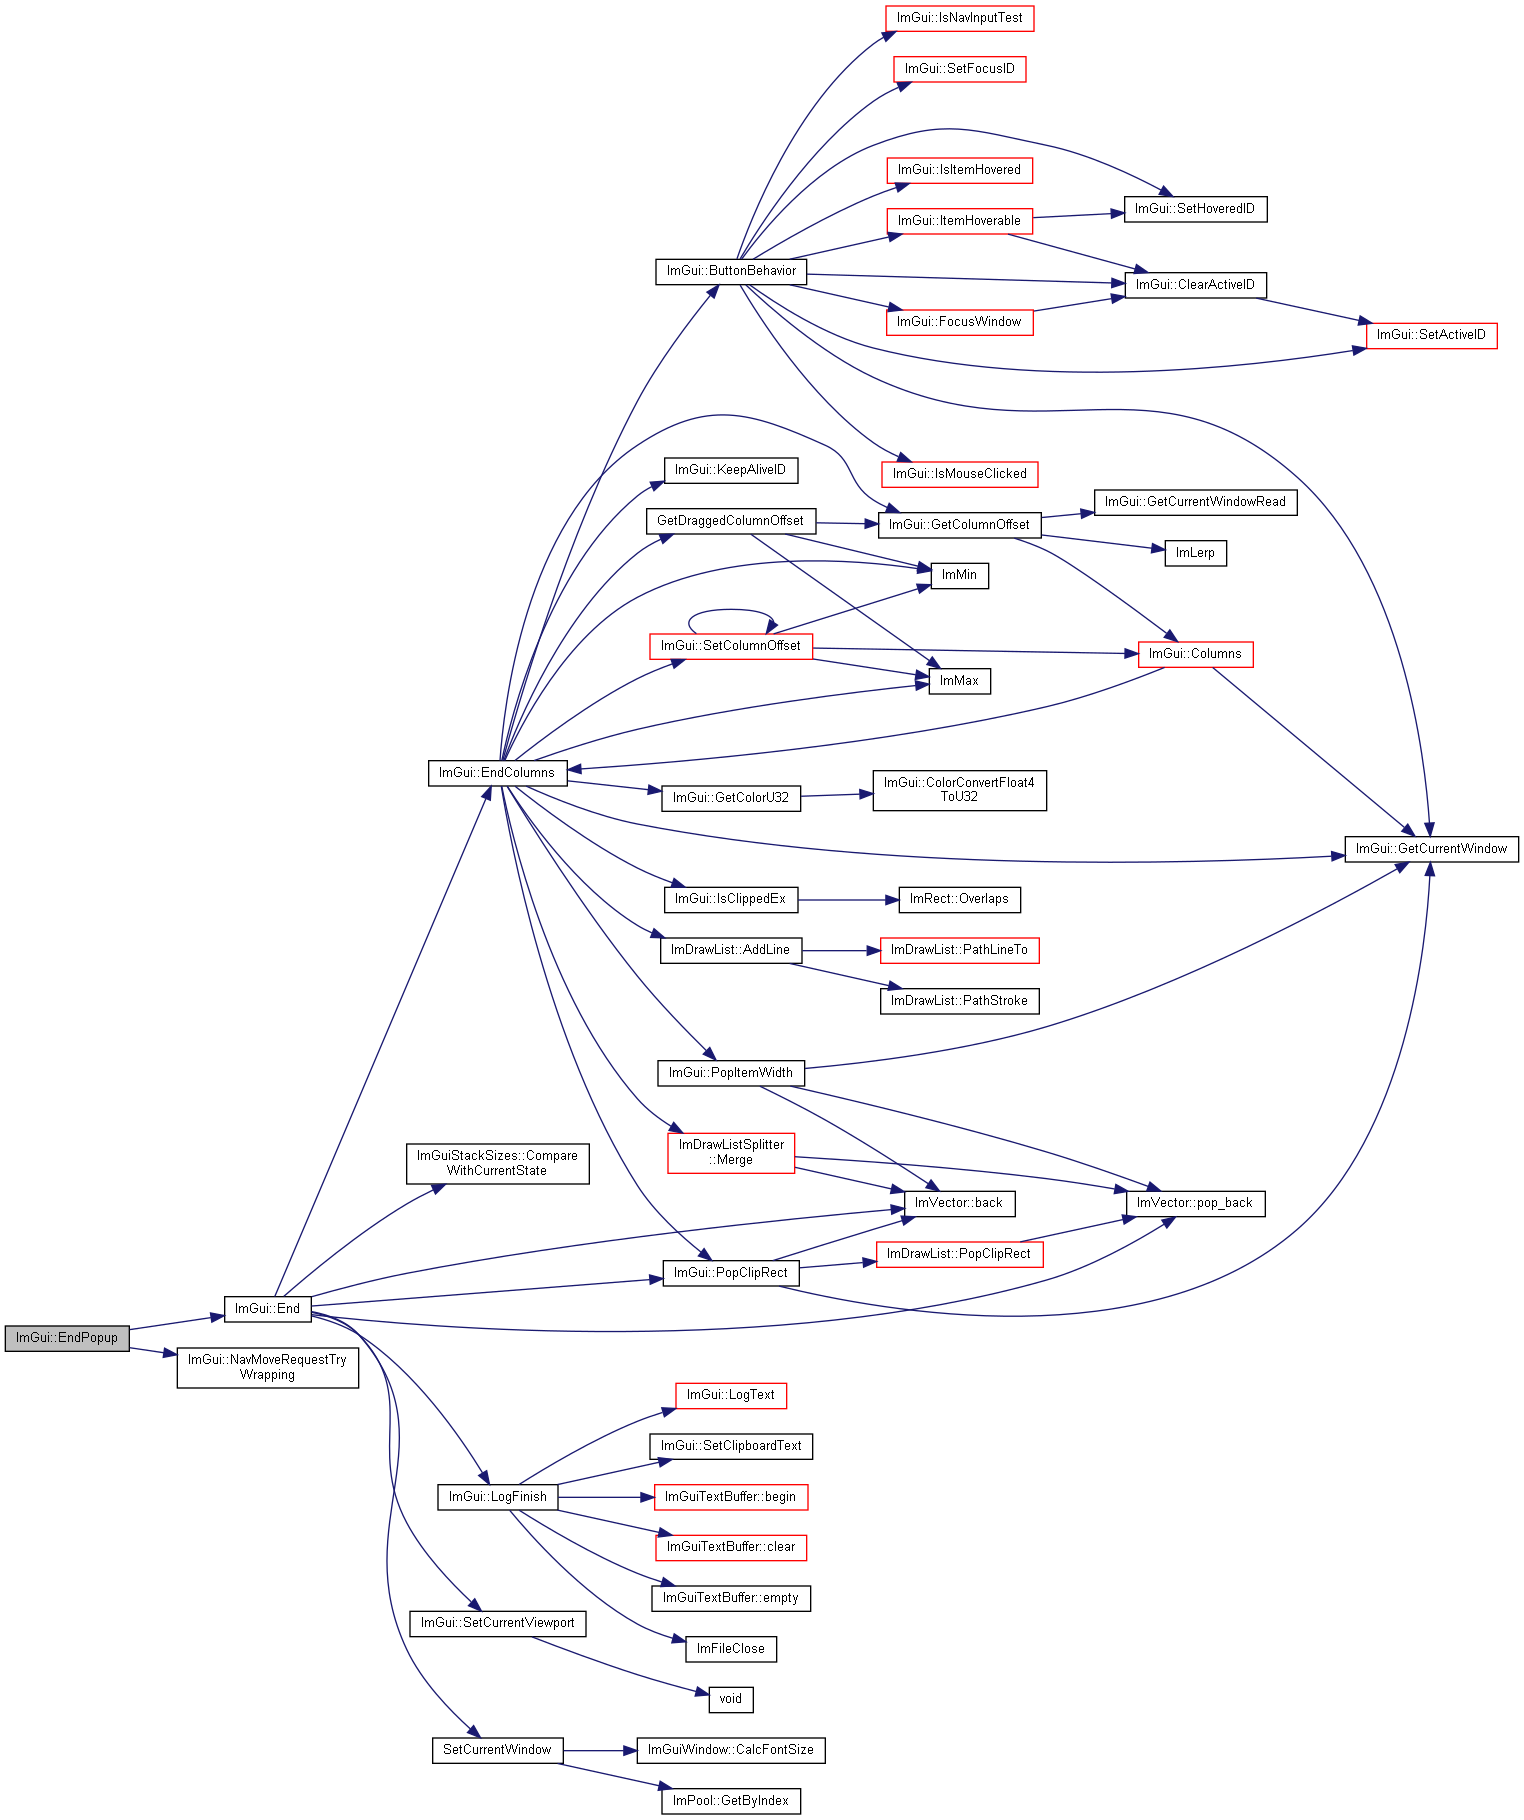 ImGui::IsNavInputTest
ImGui::SetFocusID
ImGui::IsItemHovered
ImGui::SetHoveredID
ImGui::ItemHoverable
ImGui::ButtonBehavior
ImGui::ClearActiveID
ImGui::FocusWindow
ImGui::SetActiveID
ImGui::KeepAliveID
ImGui::IsMouseClicked
ImGui::GetCurrentWindowRead
GetDraggedColumnOffset
ImGui::GetColumnOffset
ImLerp
ImMin
ImGui::SetColumnOffset
ImGui::Columns
ImMax
ImGui::EndColumns
ImGui::GetColorU32
ImGui::ColorConvertFloat4
ToU32
ImGui::GetCurrentWindow
ImGui::IsClippedEx
ImRect::Overlaps
ImDrawList::AddLine
ImDrawList::PathLineTo
ImDrawList::PathStroke
ImGui::PopItemWidth
ImDrawListSplitter
::Merge
ImGuiStackSizes::Compare
WithCurrentState
ImVector::back
ImVector::pop_back
ImDrawList::PopClipRect
ImGui::PopClipRect
ImGui::End
ImGui::EndPopup
ImGui::NavMoveRequestTry
Wrapping
ImGui::LogText
ImGui::SetClipboardText
ImGui::LogFinish
ImGuiTextBuffer::begin
ImGuiTextBuffer::clear
ImGuiTextBuffer::empty
ImGui::SetCurrentViewport
ImFileClose
void
SetCurrentWindow
ImGuiWindow::CalcFontSize
ImPool::GetByIndex